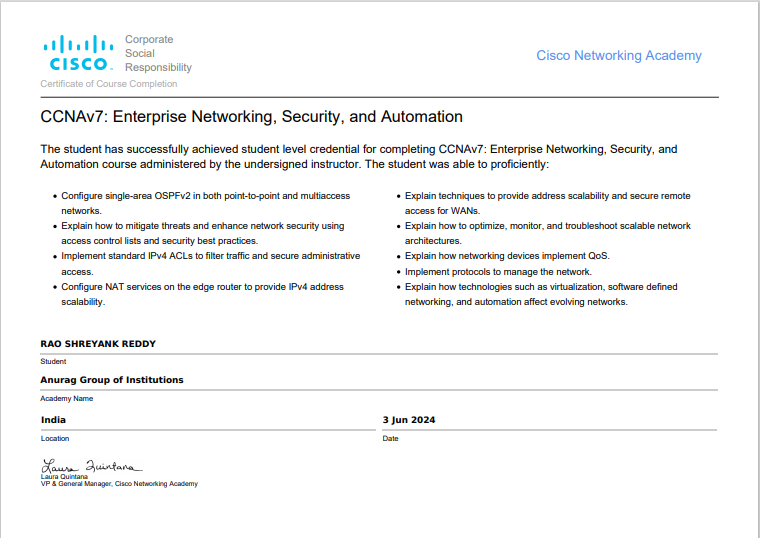 Corporate
Social
Responsibility
CISCO
Cisco Networking Academy
Certificate of Course Completion
CCNAv7: Enterprise Networking, Security, and Automation
The student has successfully achieved student level credential for completing CCNAv7: Enterprise Networking, Security, and
Automation course administered by the undersigned instructor. The student was able to proficiently:
• Configure single-area OSPFv2 in both point-to-point and multiaccess
networks.
• Explain how to mitigate threats and enhance network security using
access control lists and security best practices.
• Implement standard IPv4 ACLs to filter traffic and secure administrative
access.
• Configure NAT services on the edge router to provide IPv4 address
scalability.
• Explain techniques to provide address scalability and secure remote
access for WANs.
• Explain how to optimize, monitor, and troubleshoot scalable network
architectures.
• Explain how networking devices implement QoS.
• Implement protocols to manage the network.
• Explain how technologies such as virtualization, software defined
networking, and automation affect evolving networks.
RAO SHREYANK REDDY
Student
Anurag Group of Institutions
Academy Name
India
Location
3 Jun 2024
Date
Laura Quintana
Laura Quintana
VP & General Manager, Cisco Networking Academy